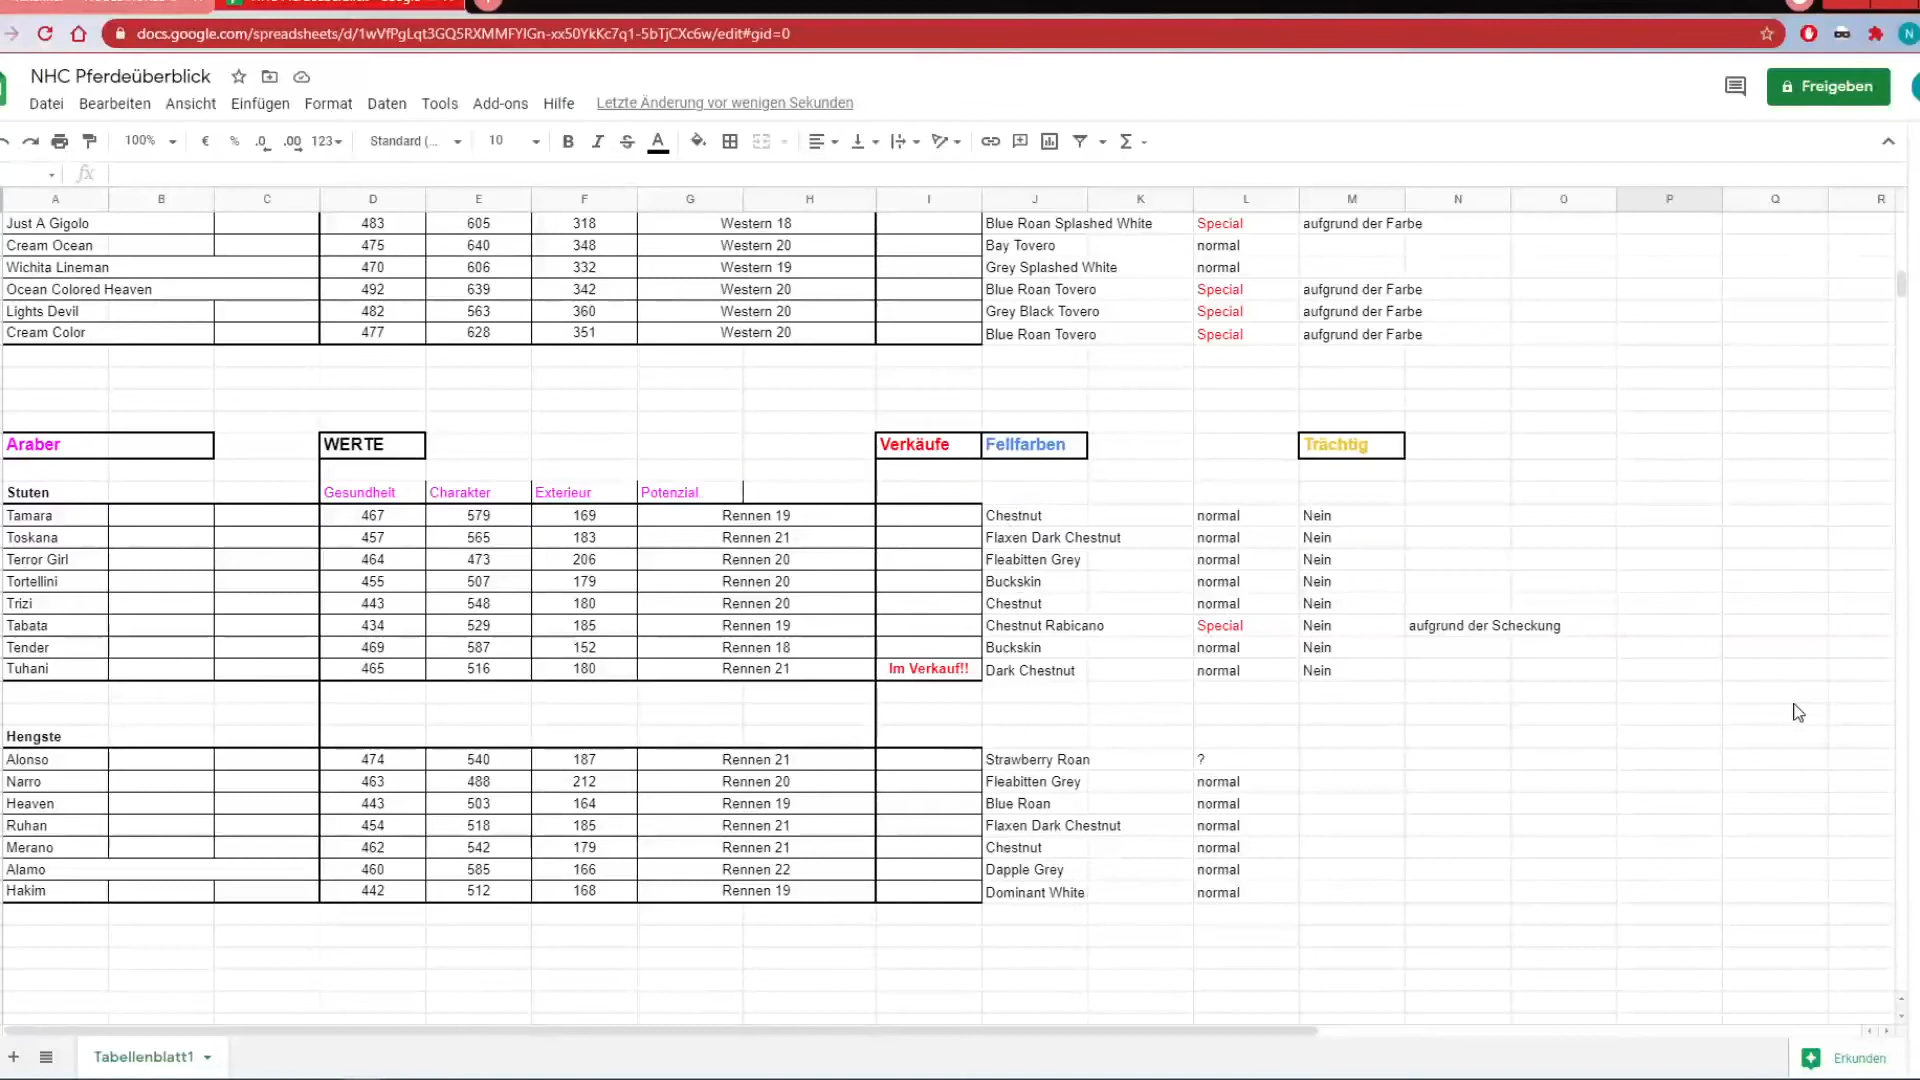 docs.google.com/spreadsheets/d/1wVfPgLqt3GQ5RXMMFYIGn-xx50YkKc7q1-5bTjCXc6w/edit#gid=0
N
NHC Pferdeüberblick
Freigeben
Datei Bearbeiten Ansicht Einfügen Format Daten Tools Add-ons Hilfe Letzte Änderung vor wenigen Sekunden
100% € % .0 .00 123 Standard (... 10 B I S A Σ
fx
A B C D E F G H I J K L M N O P Q R
Just A Gigolo 483 605 318 Western 18 Blue Roan Splashed White Special aufgrund der Farbe
Cream Ocean 475 640 348 Western 20 Bay Tovero normal
Wichita Lineman 470 606 332 Western 19 Grey Splashed White normal
Ocean Colored Heaven 492 639 342 Western 20 Blue Roan Tovero Special aufgrund der Farbe
Lights Devil 482 563 360 Western 20 Grey Black Tovero Special aufgrund der Farbe
Cream Color 477 628 351 Western 20 Blue Roan Tovero Special aufgrund der Farbe
Araber WERTE Verkäufe Fellfarben Trächtig
Stuten Gesundheit Charakter Exterieur Potenzial
Tamara 467 579 169 Rennen 19 Chestnut normal Nein
Toskana 457 565 183 Rennen 21 Flaxen Dark Chestnut normal Nein
Terror Girl 464 473 206 Rennen 20 Fleabitten Grey normal Nein
Tortellini 455 507 179 Rennen 20 Buckskin normal Nein
Trizi 443 548 180 Rennen 20 Chestnut normal Nein
Tabata 434 529 185 Rennen 19 Chestnut Rabicano Special Nein aufgrund der Scheckung
Tender 469 587 152 Rennen 18 Buckskin normal Nein
Tuhani 465 516 180 Rennen 21 Im Verkauf!! Dark Chestnut normal Nein
Hengste
Alonso 474 540 187 Rennen 21 Strawberry Roan ?
Narro 463 488 212 Rennen 20 Fleabitten Grey normal
Heaven 443 503 164 Rennen 19 Blue Roan normal
Ruhan 454 518 185 Rennen 21 Flaxen Dark Chestnut normal
Merano 462 542 179 Rennen 21 Chestnut normal
Alamo 460 585 166 Rennen 22 Dapple Grey normal
Hakim 442 512 168 Rennen 19 Dominant White normal
Tabellenblatt1 Erkunden